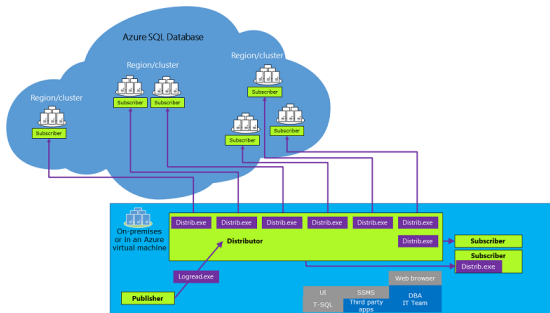 Azure SQL Database
Region/cluster
Region/cluster
Region/cluster
Subscriber
Subscriber
Subscriber
Subscriber
Subscriber
Subscriber
On-premises
or in an Azure
virtual machine
Distrib.exe
Distrib.exe
Distrib.exe
Distrib.exe
Distrib.exe
Distrib.exe
Distributor
Distrib.exe
Subscriber
Subscriber
Distrib.exe
Logread.exe
Publisher
Web browser
UI
SSMS
DBA
IT Team
T-SQL
Third party
apps